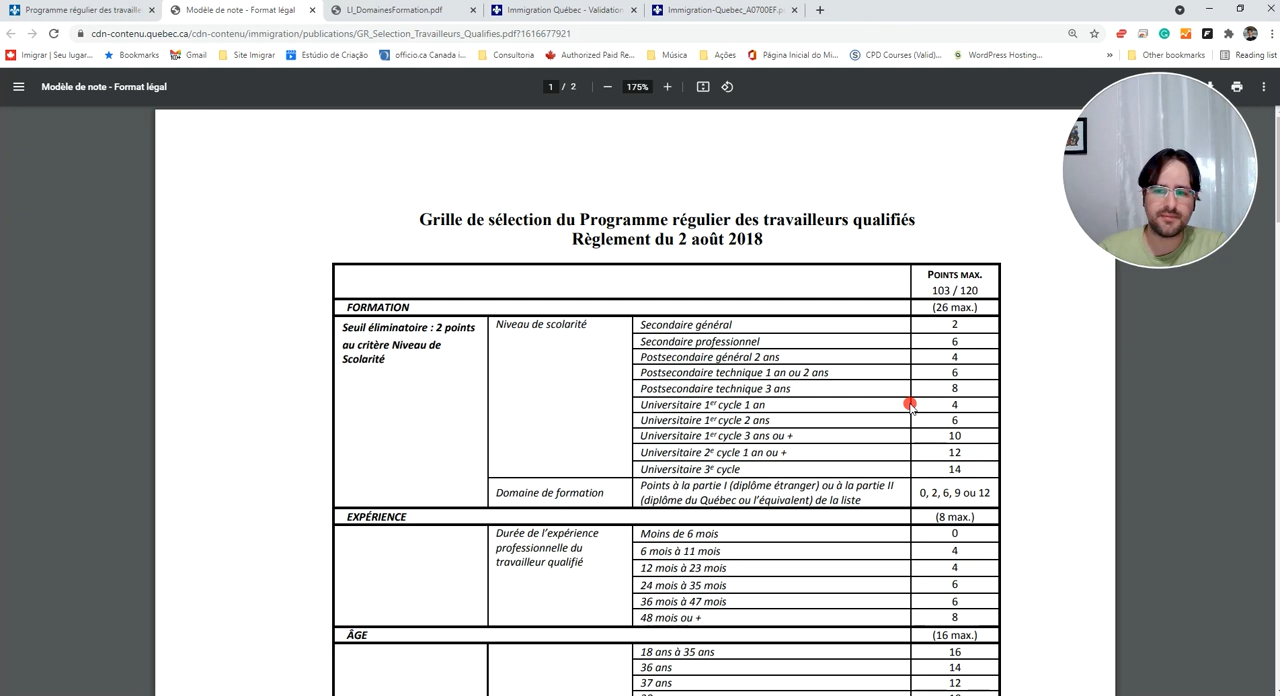 Programme régulier des travaille
Modèle de note - Format légal
LI_DomainesFormation.pdf
Immigration Québec - Validation
Immigration-Quebec_A0700EF.p
cdn-contenu.quebec.ca/cdn-contenu/immigration/publications/GR_Selection_Travailleurs_Qualifies.pdf?1616677921
Imigrar | Seu lugar...
Bookmarks
Gmail
Site Imigrar
Estúdio de Criação
officio.ca Canada i...
Consultoria
Authorized Paid Re...
Música
Ações
Página Inicial do Mi...
CPD Courses (Valid)...
WordPress Hosting...
»
Other bookmarks
Reading list
Modèle de note - Format légal
1 / 2
175%
Grille de sélection du Programme régulier des travailleurs qualifiés
Règlement du 2 août 2018
POINTS MAX.
103 / 120
FORMATION (26 max.)
Seuil éliminatoire : 2 points
au critère Niveau de
Scolarité
Niveau de scolarité
Secondaire général 2
Secondaire professionnel 6
Postsecondaire général 2 ans 4
Postsecondaire technique 1 an ou 2 ans 6
Postsecondaire technique 3 ans 8
Universitaire 1er cycle 1 an 4
Universitaire 1er cycle 2 ans 6
Universitaire 1er cycle 3 ans ou + 10
Universitaire 2e cycle 1 an ou + 12
Universitaire 3e cycle 14
Domaine de formation
Points à la partie I (diplôme étranger) ou à la partie II
(diplôme du Québec ou l'équivalent) de la liste
0, 2, 6, 9 ou 12
EXPÉRIENCE (8 max.)
Durée de l'expérience
professionnelle du
travailleur qualifié
Moins de 6 mois 0
6 mois à 11 mois 4
12 mois à 23 mois 4
24 mois à 35 mois 6
36 mois à 47 mois 6
48 mois ou + 8
ÂGE (16 max.)
18 ans à 35 ans 16
36 ans 14
37 ans 12